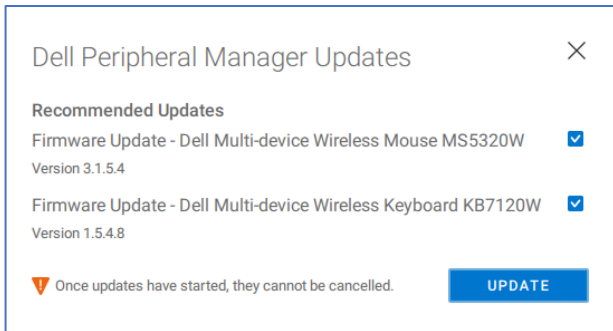 Dell Peripheral Manager Updates
Recommended Updates
Firmware Update - Dell Multi-device Wireless Mouse MS5320W
Version 3.1.5.4
Firmware Update - Dell Multi-device Wireless Keyboard KB7120W
Version 1.5.4.8
Once updates have started, they cannot be cancelled.
UPDATE